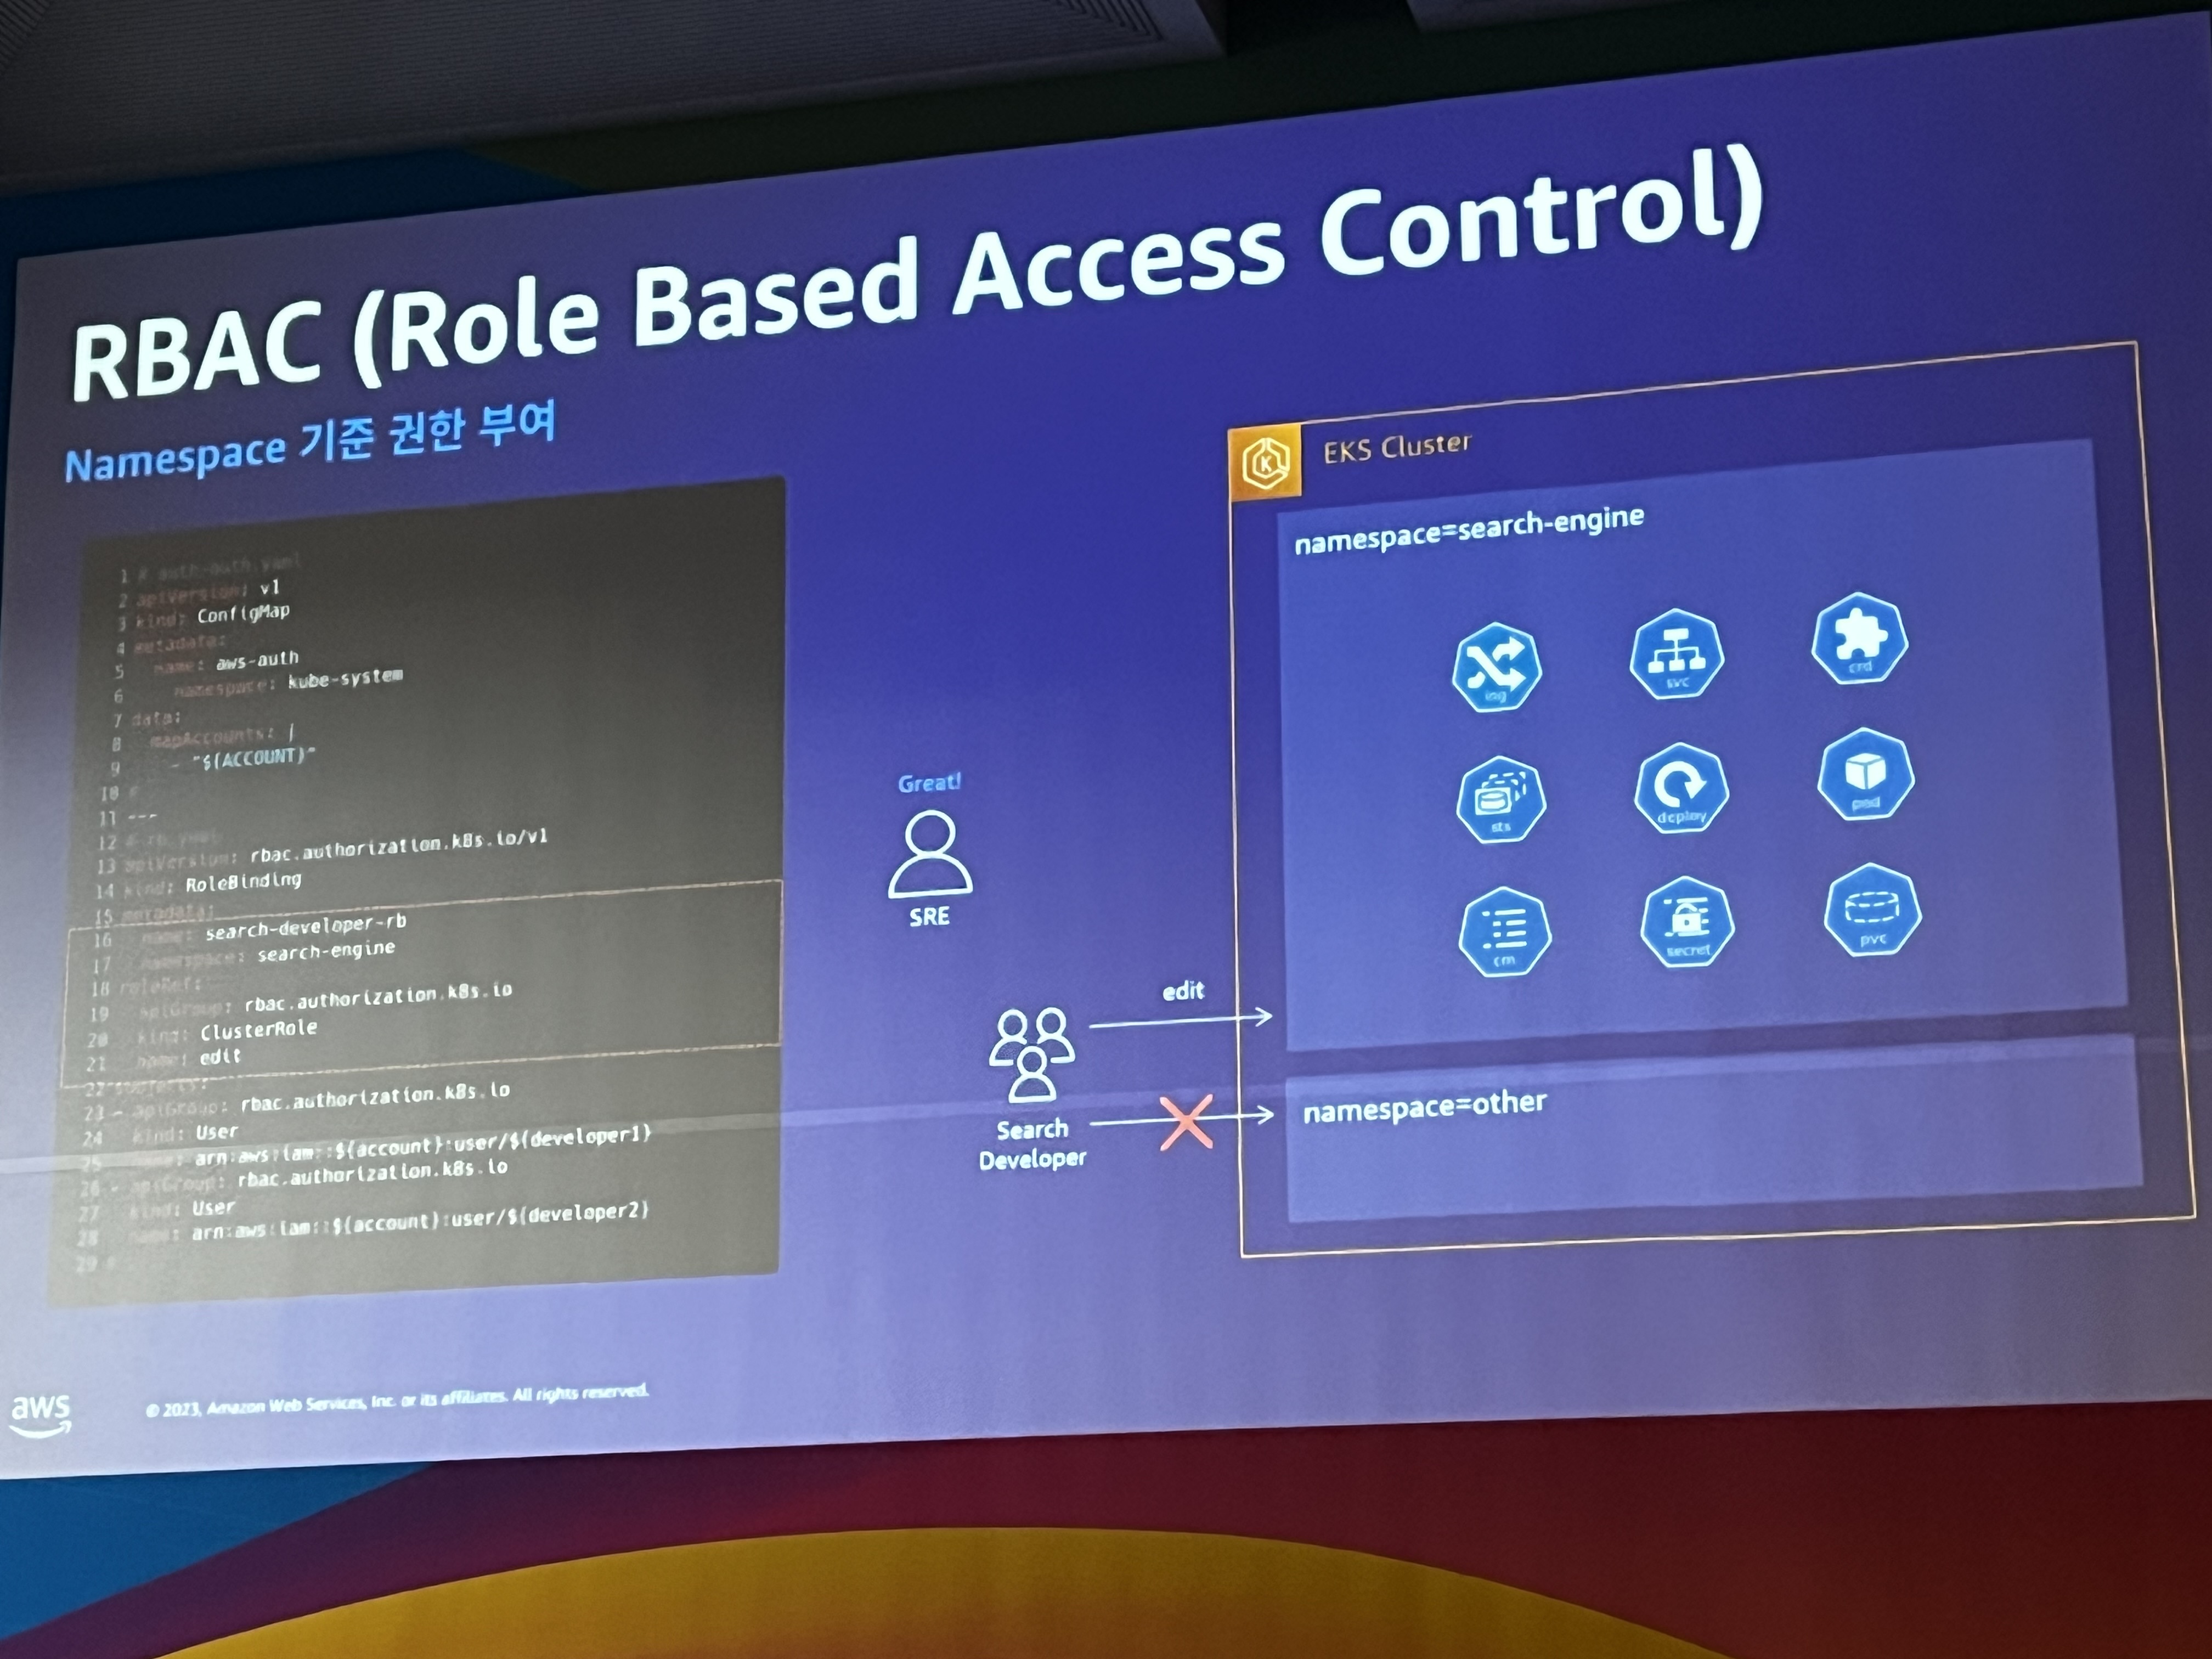 RBAC (Role Based Access Control)
Namespace 기준 권한 부여
1 # auth-auth.yaml
2 apiVersion: v1
3 kind: ConfigMap
4 metadata:
5 name: aws-auth
6 namespace: kube-system
7 data:
8 mapAccounts: |
9 - "${ACCOUNT}"
10 #
11 ---
12 # rb.yaml
13 apiVersion: rbac.authorization.k8s.io/v1
14 kind: RoleBinding
15 metadata:
16 name: search-developer-rb
17 namespace: search-engine
18 roleRef:
19 apiGroup: rbac.authorization.k8s.io
20 kind: ClusterRole
21 name: edit
22 subjects:
23 - apiGroup: rbac.authorization.k8s.io
24 kind: User
25 name: arn:aws:iam::${account}:user/${developer1}
26 - apiGroup: rbac.authorization.k8s.io
27 kind: User
28 name: arn:aws:iam::${account}:user/${developer2}
29 #
Great!
SRE
edit
Search
Developer
EKS Cluster
namespace=search-engine
ing
svc
crd
sts
deploy
pod
cm
secret
pvc
namespace=other
aws
© 2023, Amazon Web Services, Inc. or its affiliates. All rights reserved.